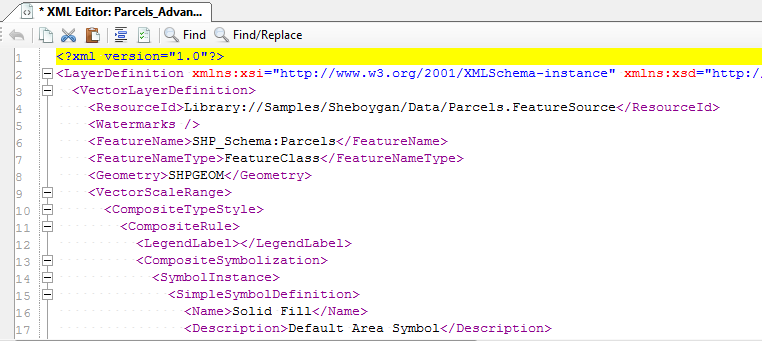 * XML Editor: Parcels_Advan...
Find Find/Replace
1 <?xml version="1.0"?>
2 <LayerDefinition xmlns:xsi="http://www.w3.org/2001/XMLSchema-instance" xmlns:xsd="http:/
3 <VectorLayerDefinition>
4 <ResourceId>Library://Samples/Sheboygan/Data/Parcels.FeatureSource</ResourceId>
5 <Watermarks />
6 <FeatureName>SHP_Schema:Parcels</FeatureName>
7 <FeatureNameType>FeatureClass</FeatureNameType>
8 <Geometry>SHPGEOM</Geometry>
9 <VectorScaleRange>
10 <CompositeTypeStyle>
11 <CompositeRule>
12 <LegendLabel></LegendLabel>
13 <CompositeSymbolization>
14 <SymbolInstance>
15 <SimpleSymbolDefinition>
16 <Name>Solid Fill</Name>
17 <Description>Default Area Symbol</Description>